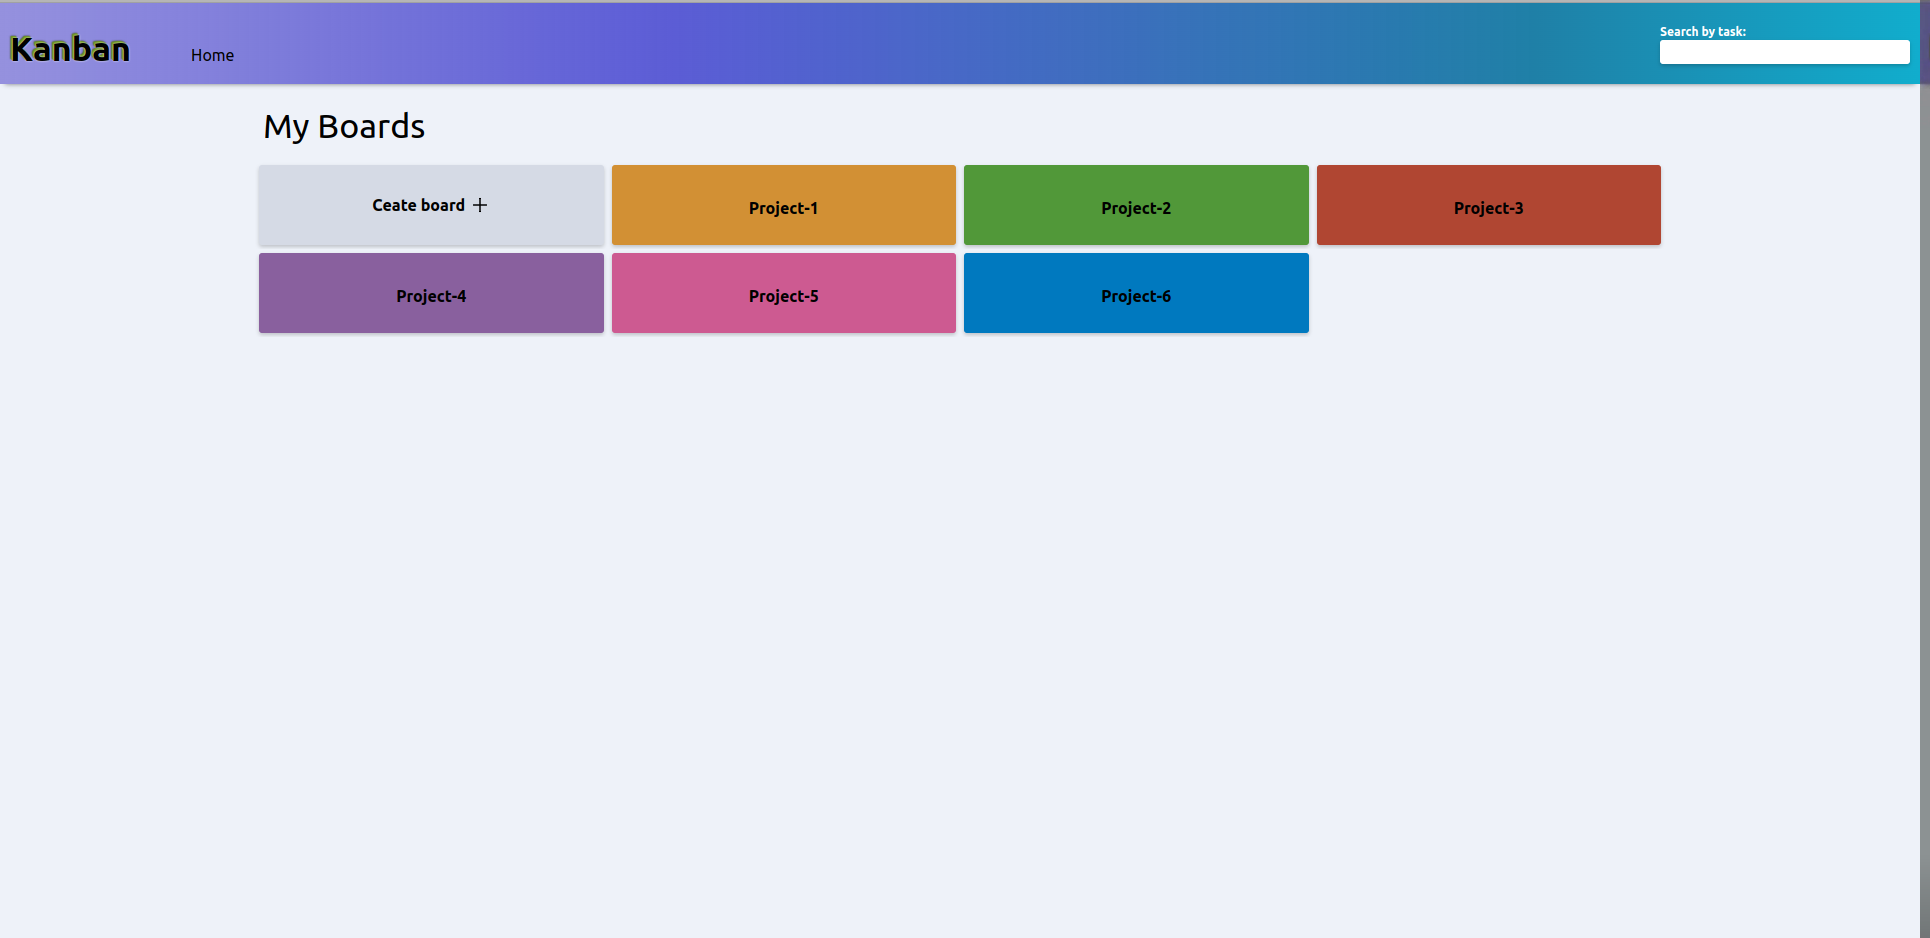 Kanban
Home
Search by task:
My Boards
Ceate board +
Project-1
Project-2
Project-3
Project-4
Project-5
Project-6